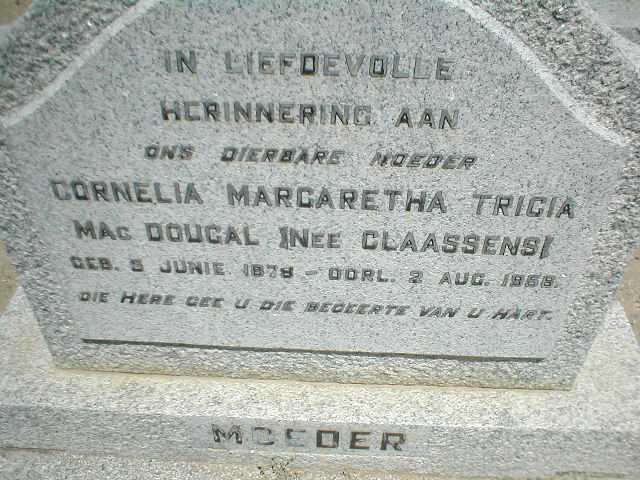 IN LIEFDEVOLLE
HERINNERING AAN
ONS DIERBARE MOEDER
CORNELIA MARGARETHA TRICIA
MAC DOUGAL (NEE CLAASSENS)
GEB. 5 JUNIE. 1878 - OORL. 2 AUG. 1958.
DIE HERE GEE U DIE BEGEERTE VAN U HART.
MOEDER